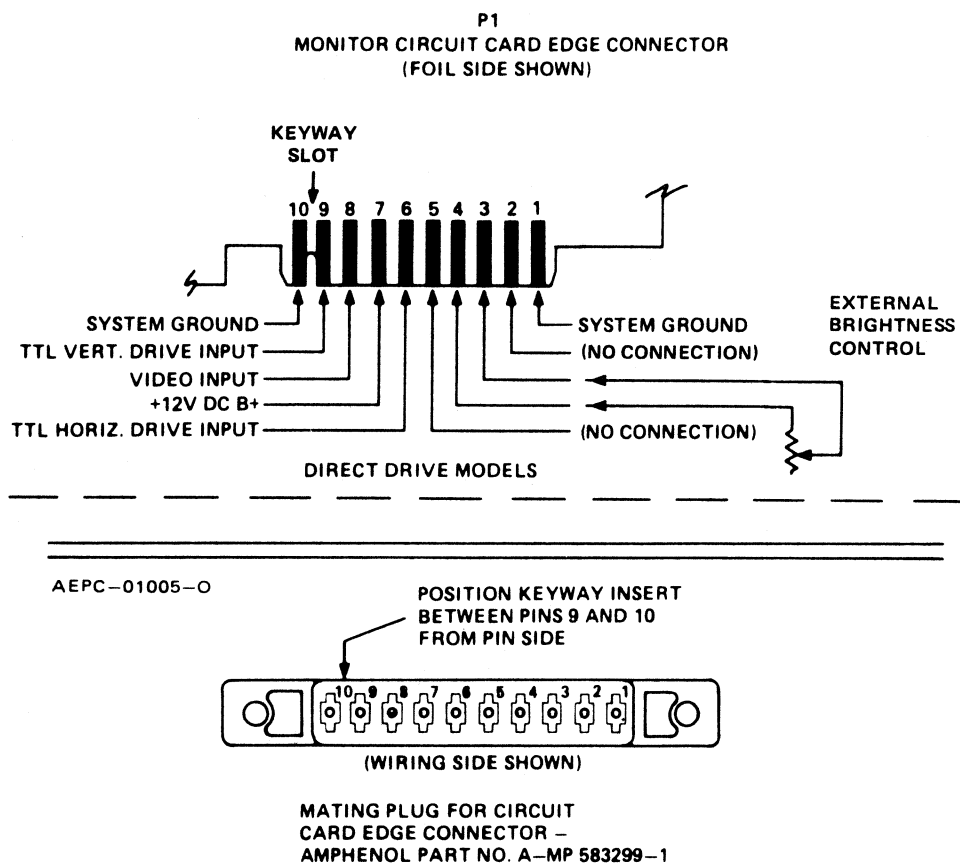 P1
MONITOR CIRCUIT CARD EDGE CONNECTOR
(FOIL SIDE SHOWN)
KEYWAY
SLOT
10 9 8 7 6 5 4 3 2 1
SYSTEM GROUND
TTL VERT. DRIVE INPUT
VIDEO INPUT
+12V DC B+
TTL HORIZ. DRIVE INPUT
SYSTEM GROUND
(NO CONNECTION)
(NO CONNECTION)
EXTERNAL
BRIGHTNESS
CONTROL
DIRECT DRIVE MODELS
AEPC–01005–O
POSITION KEYWAY INSERT
BETWEEN PINS 9 AND 10
FROM PIN SIDE
10 9 8 7 6 5 4 3 2 1
(WIRING SIDE SHOWN)
MATING PLUG FOR CIRCUIT
CARD EDGE CONNECTOR –
AMPHENOL PART NO. A–MP 583299–1